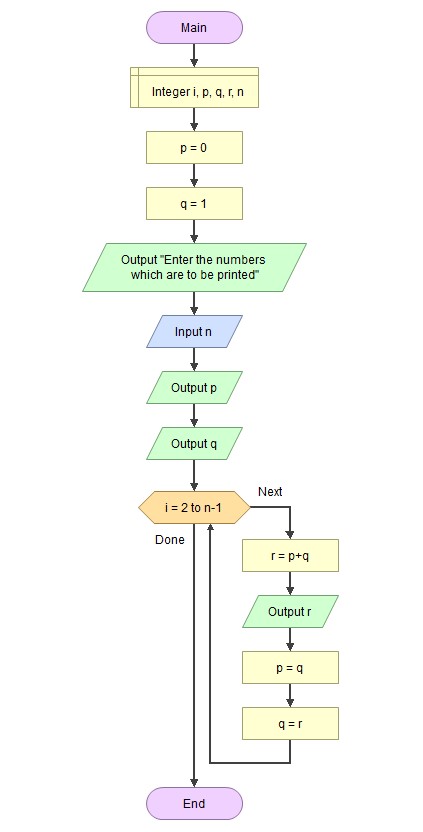 Main
Integer i, p, q, r, n
p = 0
q = 1
Output "Enter the numbers
which are to be printed"
Input n
Output p
Output q
i = 2 to n-1
Next
Done
r = p+q
Output r
p = q
q = r
End